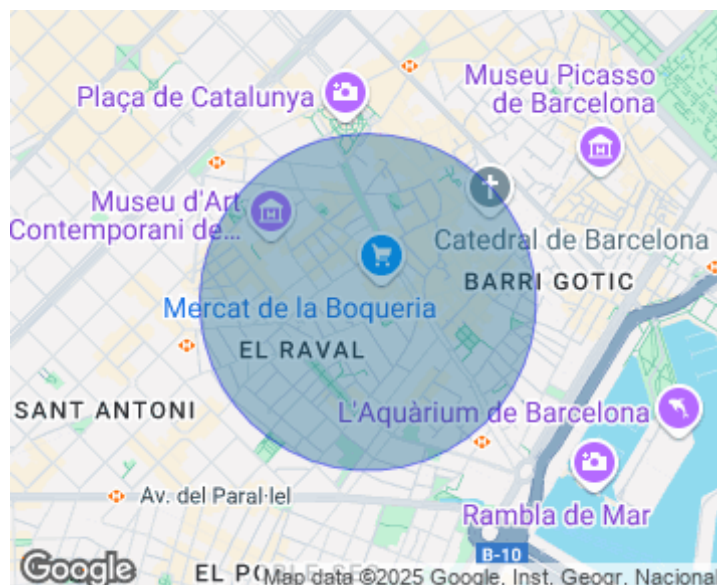 Plaça de Catalunya
Museu Picasso
de Barcelona
Museu d'Art
Contemporani de...
Catedral de Barcelona
BARRI GOTIC
Mercat de la Boqueria
EL RAVAL
SANT ANTONI
L'Aquàrium de Barcelona
Av. del Paral·lel
Rambla de Mar
B-10
Google
Map data ©2025 Google, Inst. Geogr. Nacional